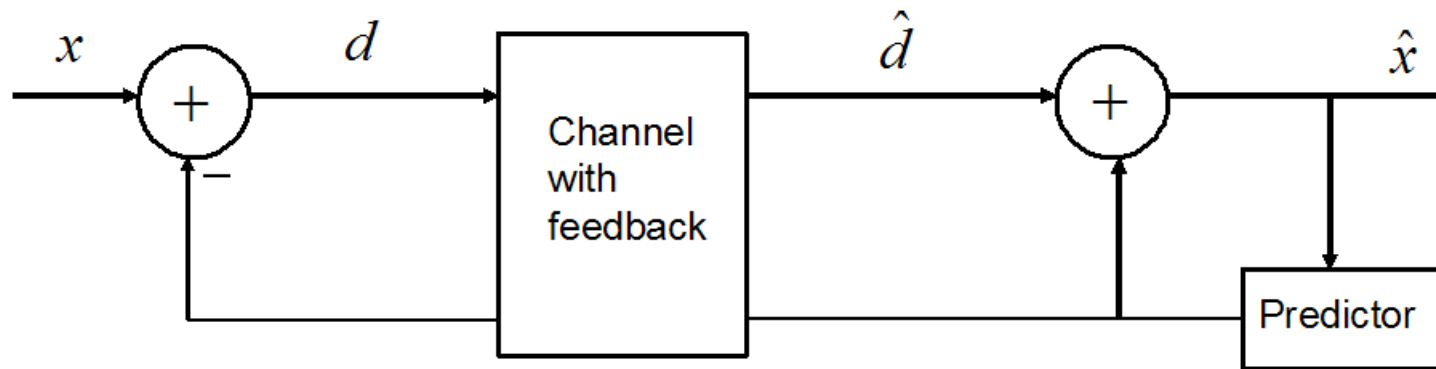 x
d
d̂
x̂
+
+
−
Channel
with
feedback
Predictor